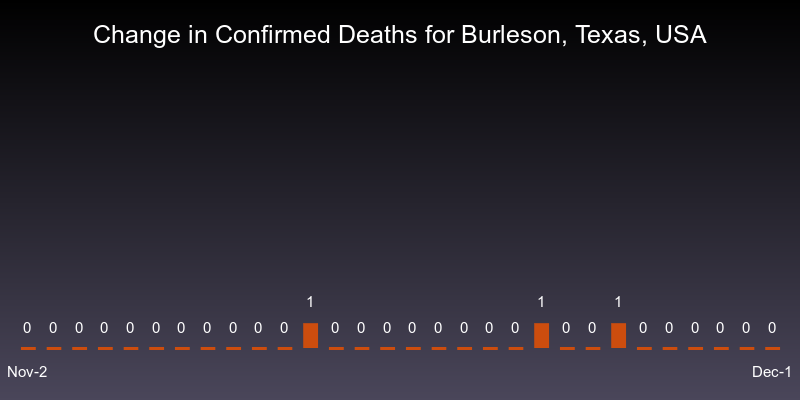 Change in Confirmed Deaths for Burleson, Texas, USA
1 1 1
0 0 0 0 0 0 0 0 0 0 0 0 0 0 0 0 0 0 0 0 0 0 0 0 0 0 0
Nov-2 Dec-1